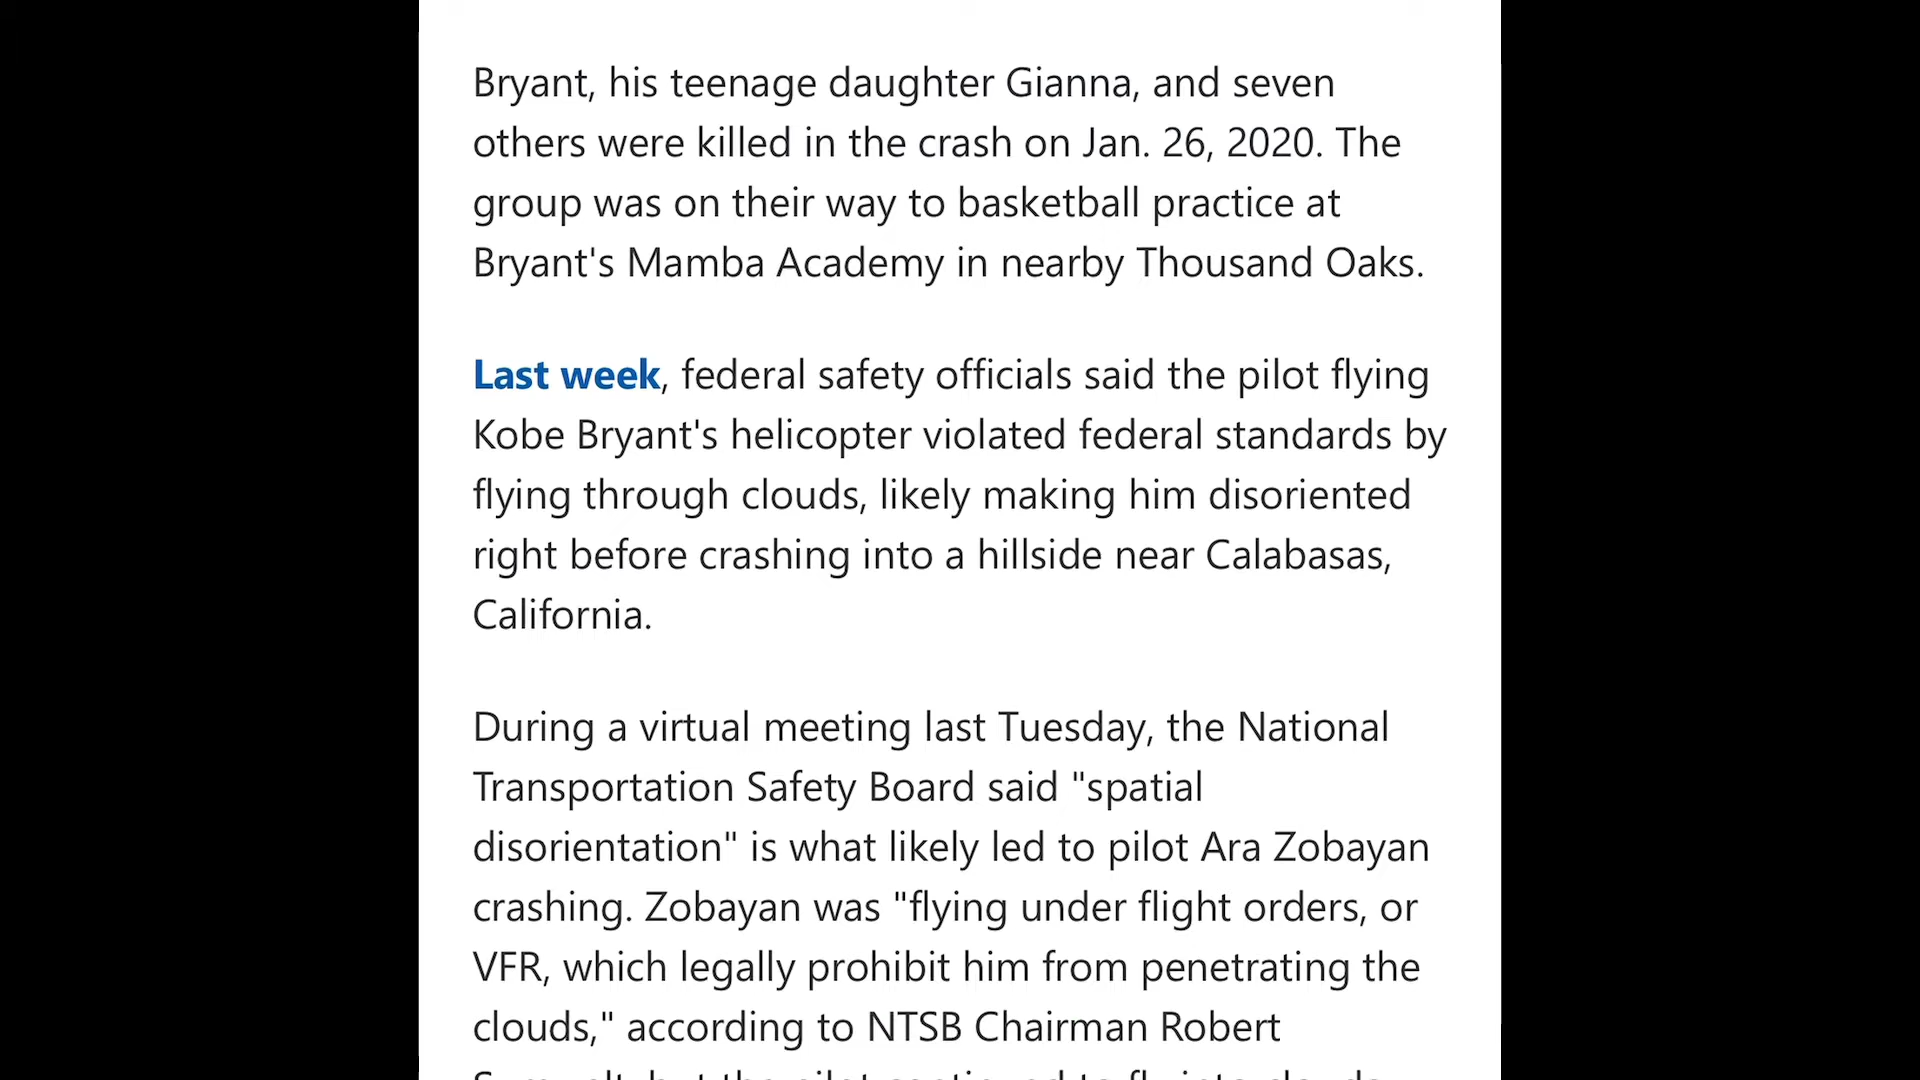 Bryant, his teenage daughter Gianna, and seven
others were killed in the crash on Jan. 26, 2020. The
group was on their way to basketball practice at
Bryant's Mamba Academy in nearby Thousand Oaks.
Last week, federal safety officials said the pilot flying
Kobe Bryant's helicopter violated federal standards by
flying through clouds, likely making him disoriented
right before crashing into a hillside near Calabasas,
California.
During a virtual meeting last Tuesday, the National
Transportation Safety Board said "spatial
disorientation" is what likely led to pilot Ara Zobayan
crashing. Zobayan was "flying under flight orders, or
VFR, which legally prohibit him from penetrating the
clouds," according to NTSB Chairman Robert